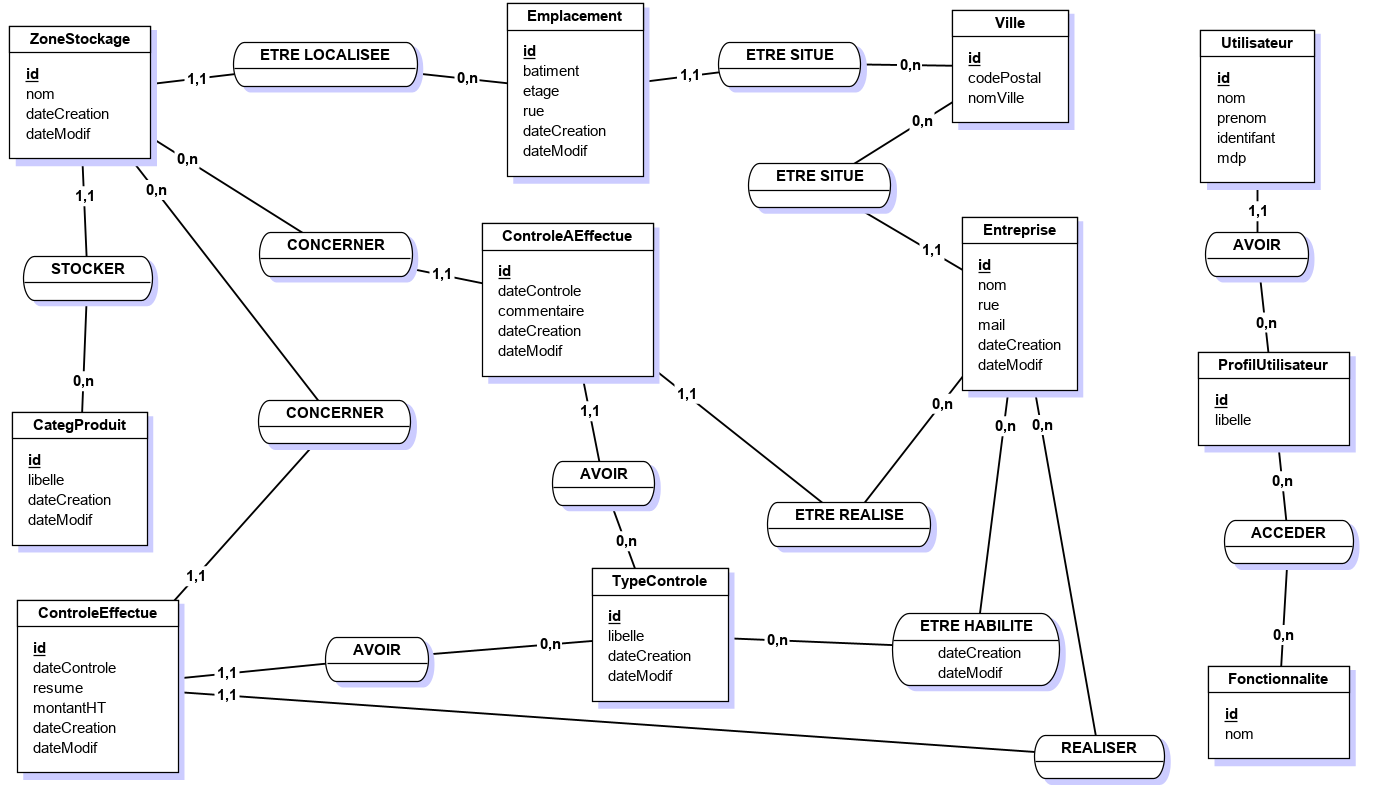 ZoneStockage
id
nom
dateCreation
dateModif
1,1
ETRE LOCALISEE
0,n
Emplacement
id
batiment
etage
rue
dateCreation
dateModif
1,1
ETRE SITUE
0,n
Ville
id
codePostal
nomVille
0,n
ETRE SITUE
1,1
Entreprise
id
nom
rue
mail
dateCreation
dateModif
Utilisateur
id
nom
prenom
identifant
mdp
1,1
AVOIR
0,n
ProfilUtilisateur
id
libelle
0,n
ACCEDER
0,n
Fonctionnalite
id
nom
1,1
STOCKER
0,n
CategProduit
id
libelle
dateCreation
dateModif
0,n
CONCERNER
1,1
ControleAEffectue
id
dateControle
commentaire
dateCreation
dateModif
0,n
CONCERNER
1,1
1,1
AVOIR
0,n
1,1
ETRE REALISE
0,n
TypeControle
id
libelle
dateCreation
dateModif
0,n
ETRE HABILITE
dateCreation
dateModif
0,n
0,n
ControleEffectue
id
dateControle
resume
montantHT
dateCreation
dateModif
1,1
AVOIR
0,n
1,1
REALISER